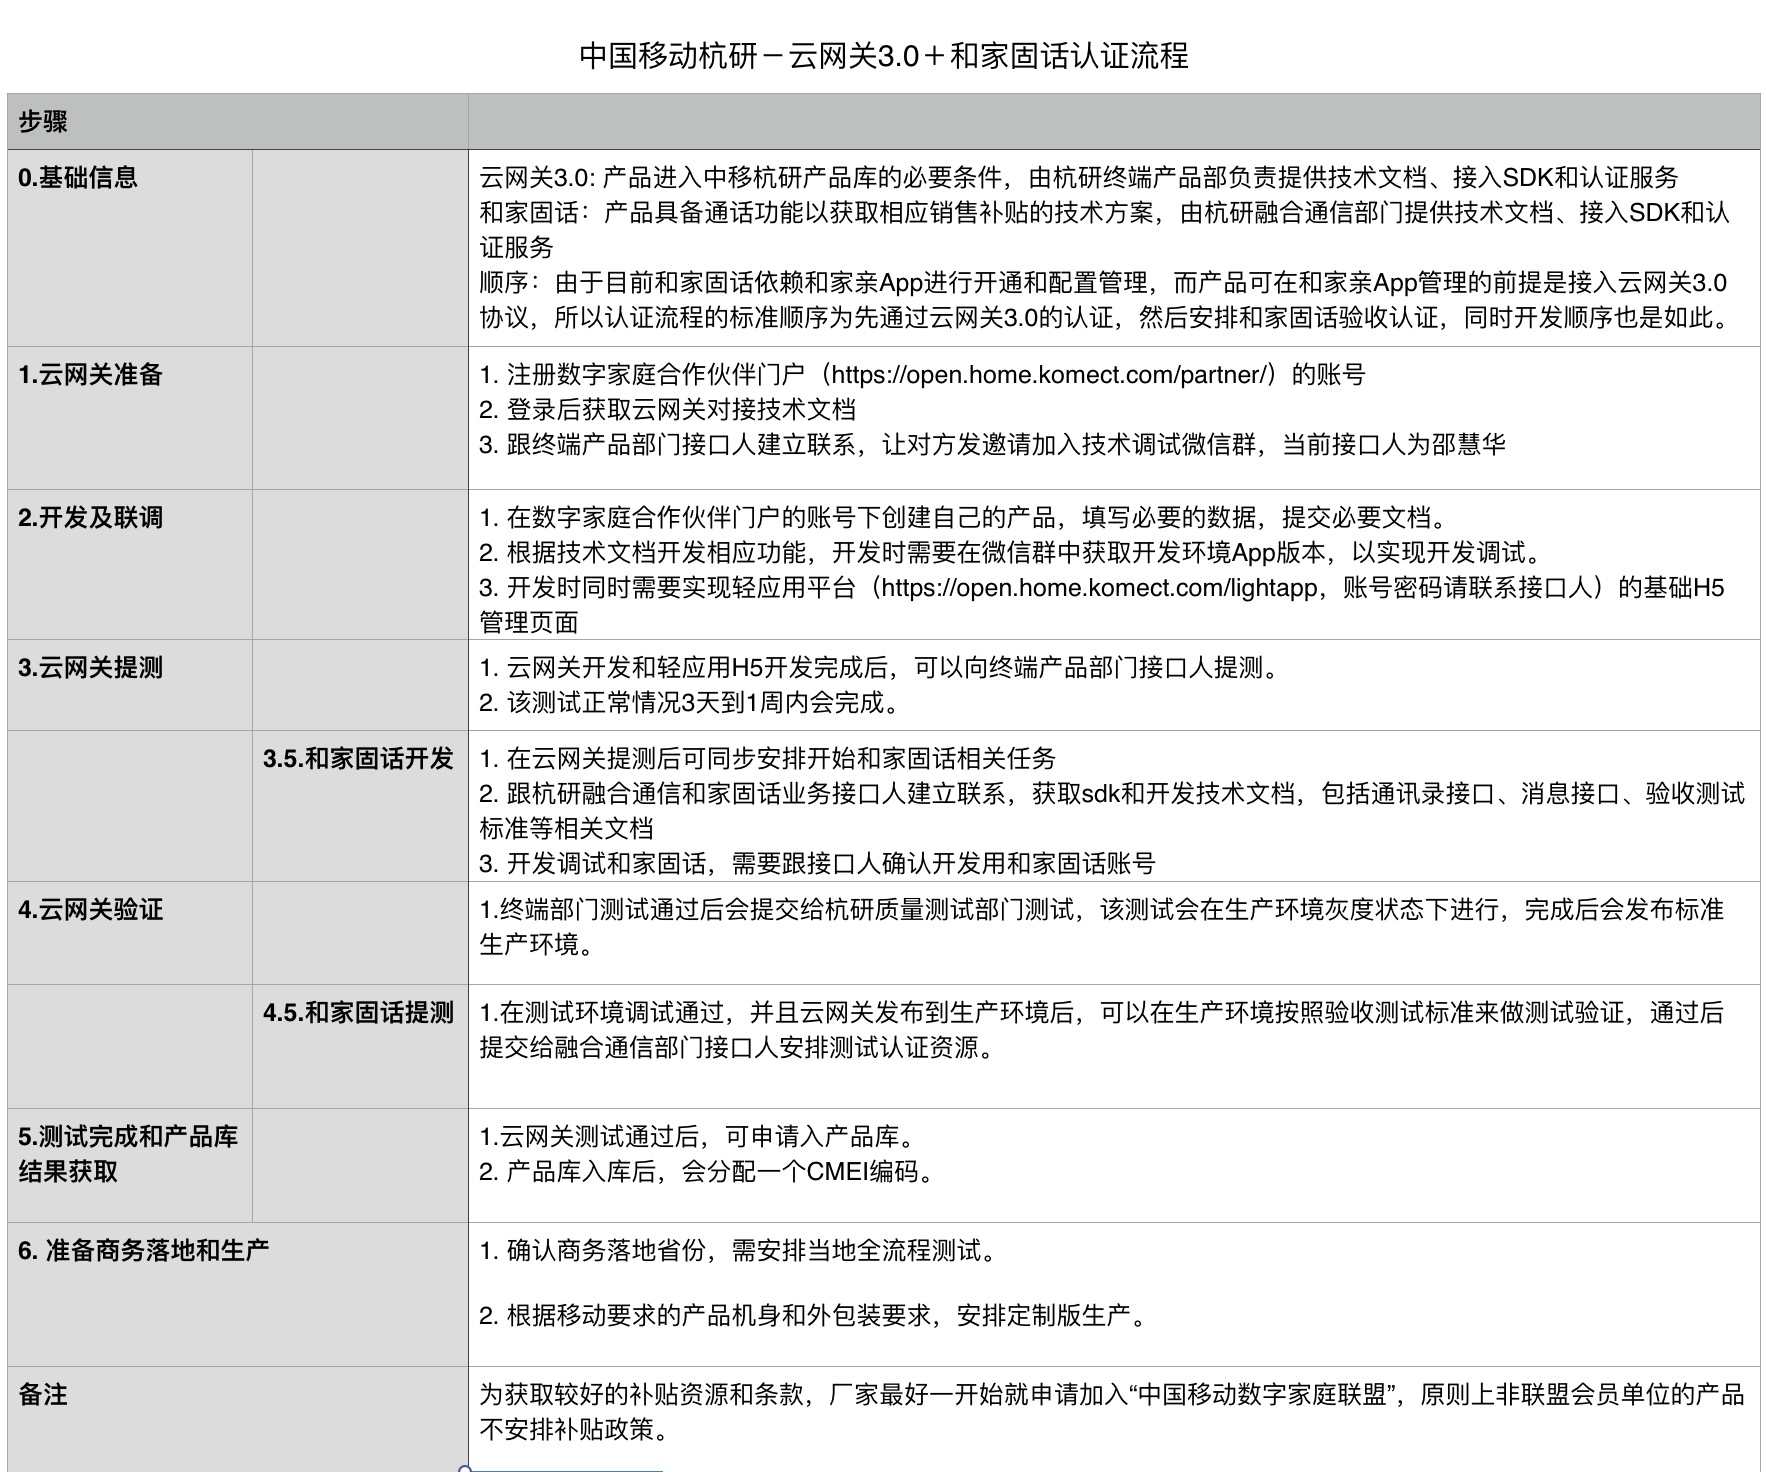 中国移动杭研－云网关3.0＋和家固话认证流程
步骤
0.基础信息
云网关3.0: 产品进入中移杭研产品库的必要条件，由杭研终端产品部负责提供技术文档、接入SDK和认证服务
和家固话：产品具备通话功能以获取相应销售补贴的技术方案，由杭研融合通信部门提供技术文档、接入SDK和认
证服务
顺序：由于目前和家固话依赖和家亲App进行开通和配置管理，而产品可在和家亲App管理的前提是接入云网关3.0
协议，所以认证流程的标准顺序为先通过云网关3.0的认证，然后安排和家固话验收认证，同时开发顺序也是如此。
1.云网关准备
1. 注册数字家庭合作伙伴门户（https://open.home.komect.com/partner/）的账号
2. 登录后获取云网关对接技术文档
3. 跟终端产品部门接口人建立联系，让对方发邀请加入技术调试微信群，当前接口人为邵慧华
2.开发及联调
1. 在数字家庭合作伙伴门户的账号下创建自己的产品，填写必要的数据，提交必要文档。
2. 根据技术文档开发相应功能，开发时需要在微信群中获取开发环境App版本，以实现开发调试。
3. 开发时同时需要实现轻应用平台（https://open.home.komect.com/lightapp，账号密码请联系接口人）的基础H5
管理页面
3.云网关提测
1. 云网关开发和轻应用H5开发完成后，可以向终端产品部门接口人提测。
2. 该测试正常情况3天到1周内会完成。
3.5.和家固话开发
1. 在云网关提测后可同步安排开始和家固话相关任务
2. 跟杭研融合通信和家固话业务接口人建立联系，获取sdk和开发技术文档，包括通讯录接口、消息接口、验收测试
标准等相关文档
3. 开发调试和家固话，需要跟接口人确认开发用和家固话账号
4.云网关验证
1.终端部门测试通过后会提交给杭研质量测试部门测试，该测试会在生产环境灰度状态下进行，完成后会发布标准
生产环境。
4.5.和家固话提测
1.在测试环境调试通过，并且云网关发布到生产环境后，可以在生产环境按照验收测试标准来做测试验证，通过后
提交给融合通信部门接口人安排测试认证资源。
5.测试完成和产品库
结果获取
1.云网关测试通过后，可申请入产品库。
2. 产品库入库后，会分配一个CMEI编码。
6. 准备商务落地和生产
1. 确认商务落地省份，需安排当地全流程测试。
2. 根据移动要求的产品机身和外包装要求，安排定制版生产。
备注
为获取较好的补贴资源和条款，厂家最好一开始就申请加入“中国移动数字家庭联盟”，原则上非联盟会员单位的产品
不安排补贴政策。